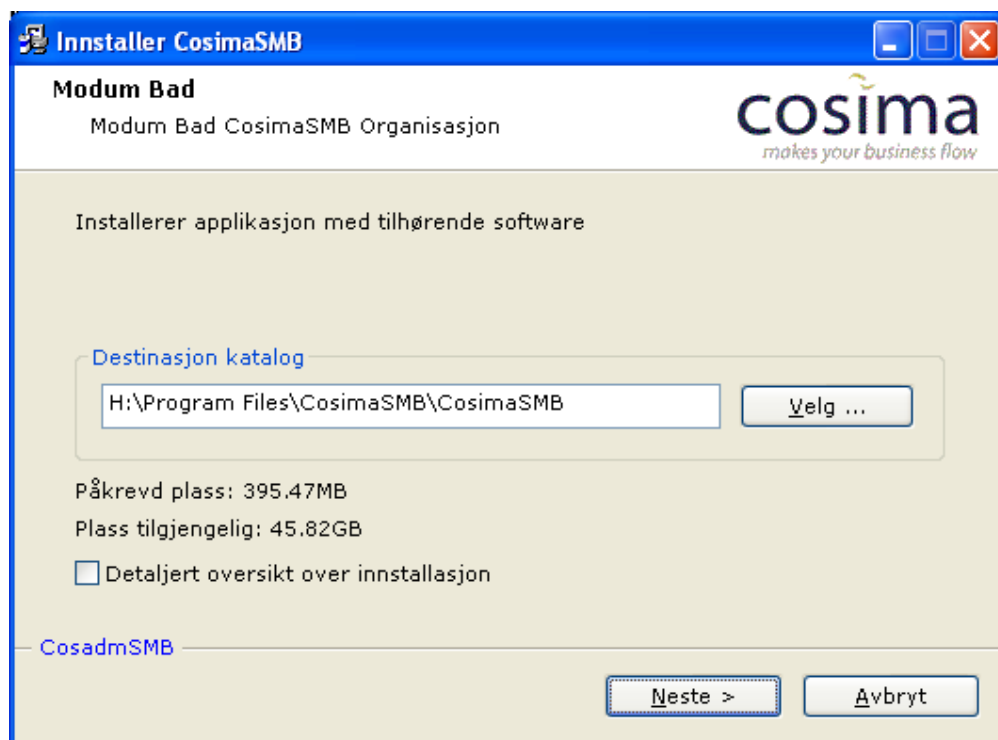 Innstaller CosimaSMB
Modum Bad
Modum Bad CosimaSMB Organisasjon
cosima
makes your business flow
Installerer applikasjon med tilhørende software
Destinasjon katalog
H:\Program Files\CosimaSMB\CosimaSMB
Velg ...
Påkrevd plass: 395.47MB
Plass tilgjengelig: 45.82GB
Detaljert oversikt over innstallasjon
CosadmSMB
Neste >
Avbryt